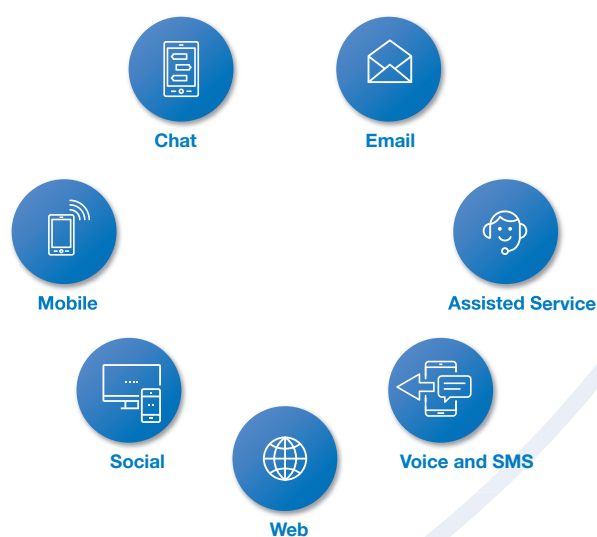 Chat
Email
Mobile
Assisted Service
Social
Voice and SMS
Web